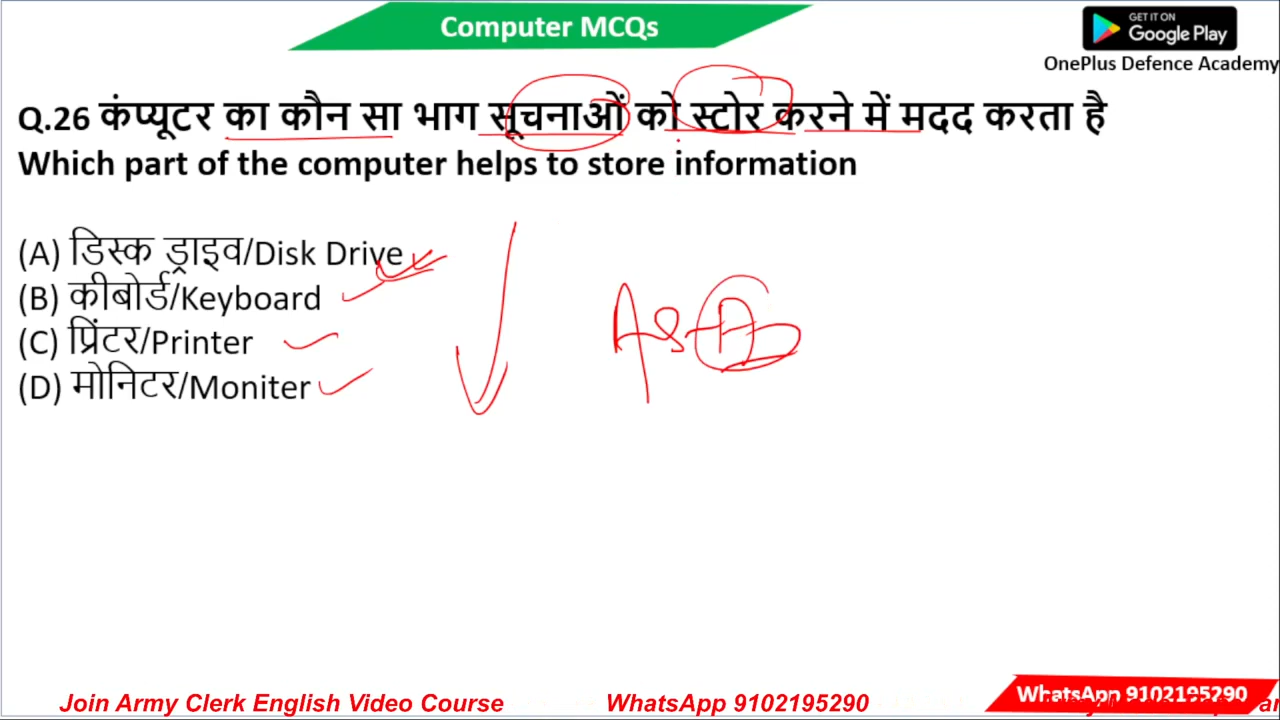 Computer MCQs
GET IT ON
Google Play
OnePlus Defence Academy
Q.26 कंप्यूटर का कौन सा भाग सूचनाओं को स्टोर करने में मदद करता है
Which part of the computer helps to store information
(A) डिस्क ड्राइव/Disk Drive
(B) कीबोर्ड/Keyboard
(C) प्रिंटर/Printer
(D) मोनिटर/Moniter
WhatsApp 9102195290
Join Army Clerk English Video Course
WhatsApp 9102195290